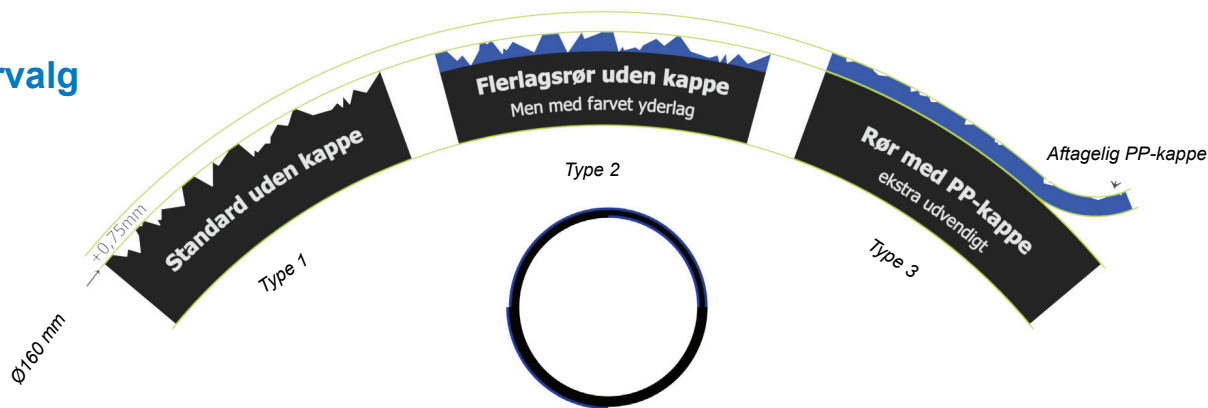 rvalg
Standard uden kappe
Flerlagsrør uden kappe
Men med farvet yderlag
Rør med PP-kappe
ekstra udvendigt
Aftagelig PP-kappe
+0,75mm
Ø160 mm
Type 1
Type 2
Type 3